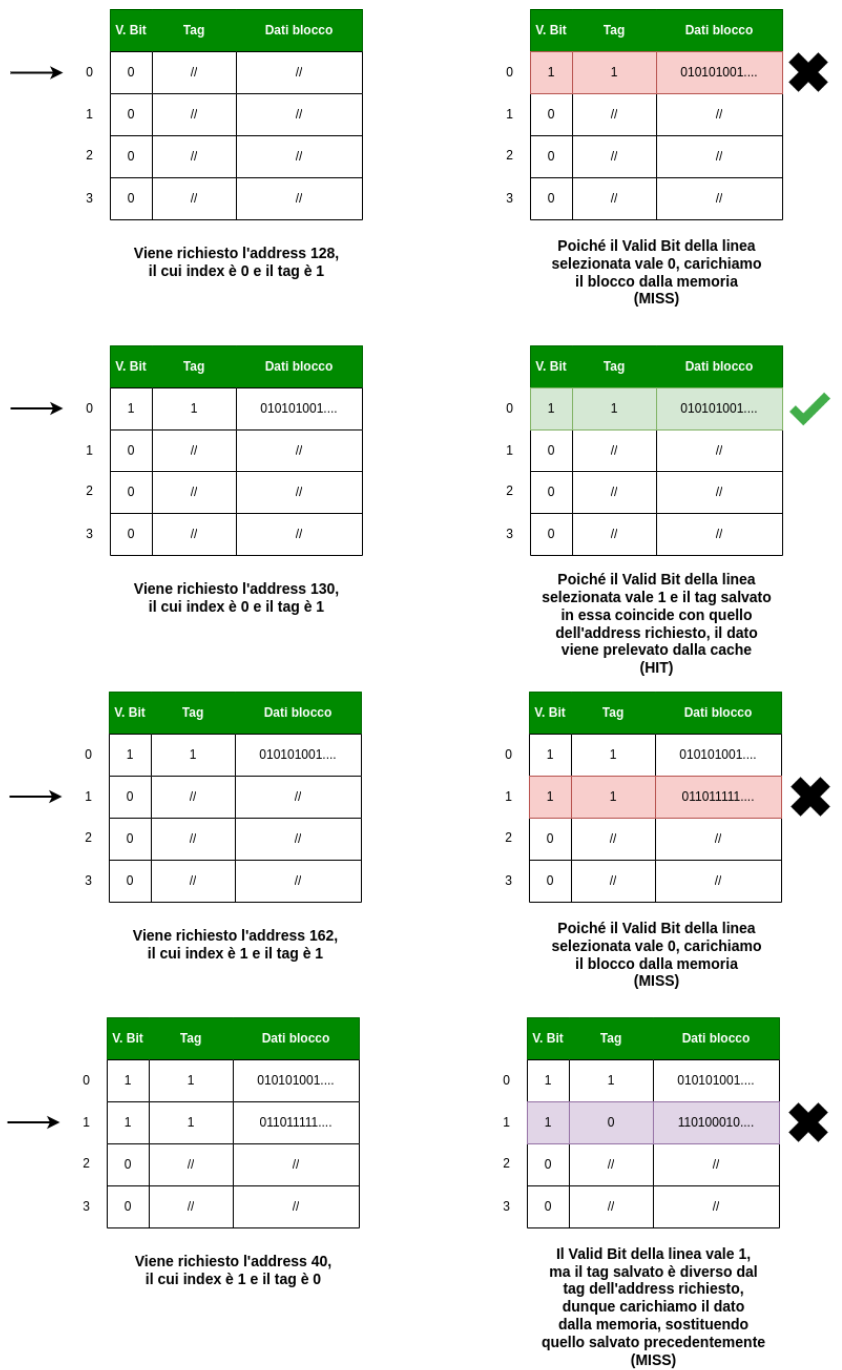 V. Bit Tag Dati blocco
0 0 // //
1 0 // //
2 0 // //
3 0 // //
Viene richiesto l'address 128,
il cui index è 0 e il tag è 1
V. Bit Tag Dati blocco
0 1 1 010101001....
1 0 // //
2 0 // //
3 0 // //
Poiché il Valid Bit della linea
selezionata vale 0, carichiamo
il blocco dalla memoria
(MISS)
V. Bit Tag Dati blocco
0 1 1 010101001....
1 0 // //
2 0 // //
3 0 // //
Viene richiesto l'address 130,
il cui index è 0 e il tag è 1
V. Bit Tag Dati blocco
0 1 1 010101001....
1 0 // //
2 0 // //
3 0 // //
Poiché il Valid Bit della linea
selezionata vale 1 e il tag salvato
in essa coincide con quello
dell'address richiesto, il dato
viene prelevato dalla cache
(HIT)
V. Bit Tag Dati blocco
0 1 1 010101001....
1 0 // //
2 0 // //
3 0 // //
Viene richiesto l'address 162,
il cui index è 1 e il tag è 1
V. Bit Tag Dati blocco
0 1 1 010101001....
1 1 1 011011111....
2 0 // //
3 0 // //
Poiché il Valid Bit della linea
selezionata vale 0, carichiamo
il blocco dalla memoria
(MISS)
V. Bit Tag Dati blocco
0 1 1 010101001....
1 1 1 011011111....
2 0 // //
3 0 // //
Viene richiesto l'address 40,
il cui index è 1 e il tag è 0
V. Bit Tag Dati blocco
0 1 1 010101001....
1 1 0 110100010....
2 0 // //
3 0 // //
Il Valid Bit della linea vale 1,
ma il tag salvato è diverso dal
tag dell'address richiesto,
dunque carichiamo il dato
dalla memoria, sostituendo
quello salvato precedentemente
(MISS)